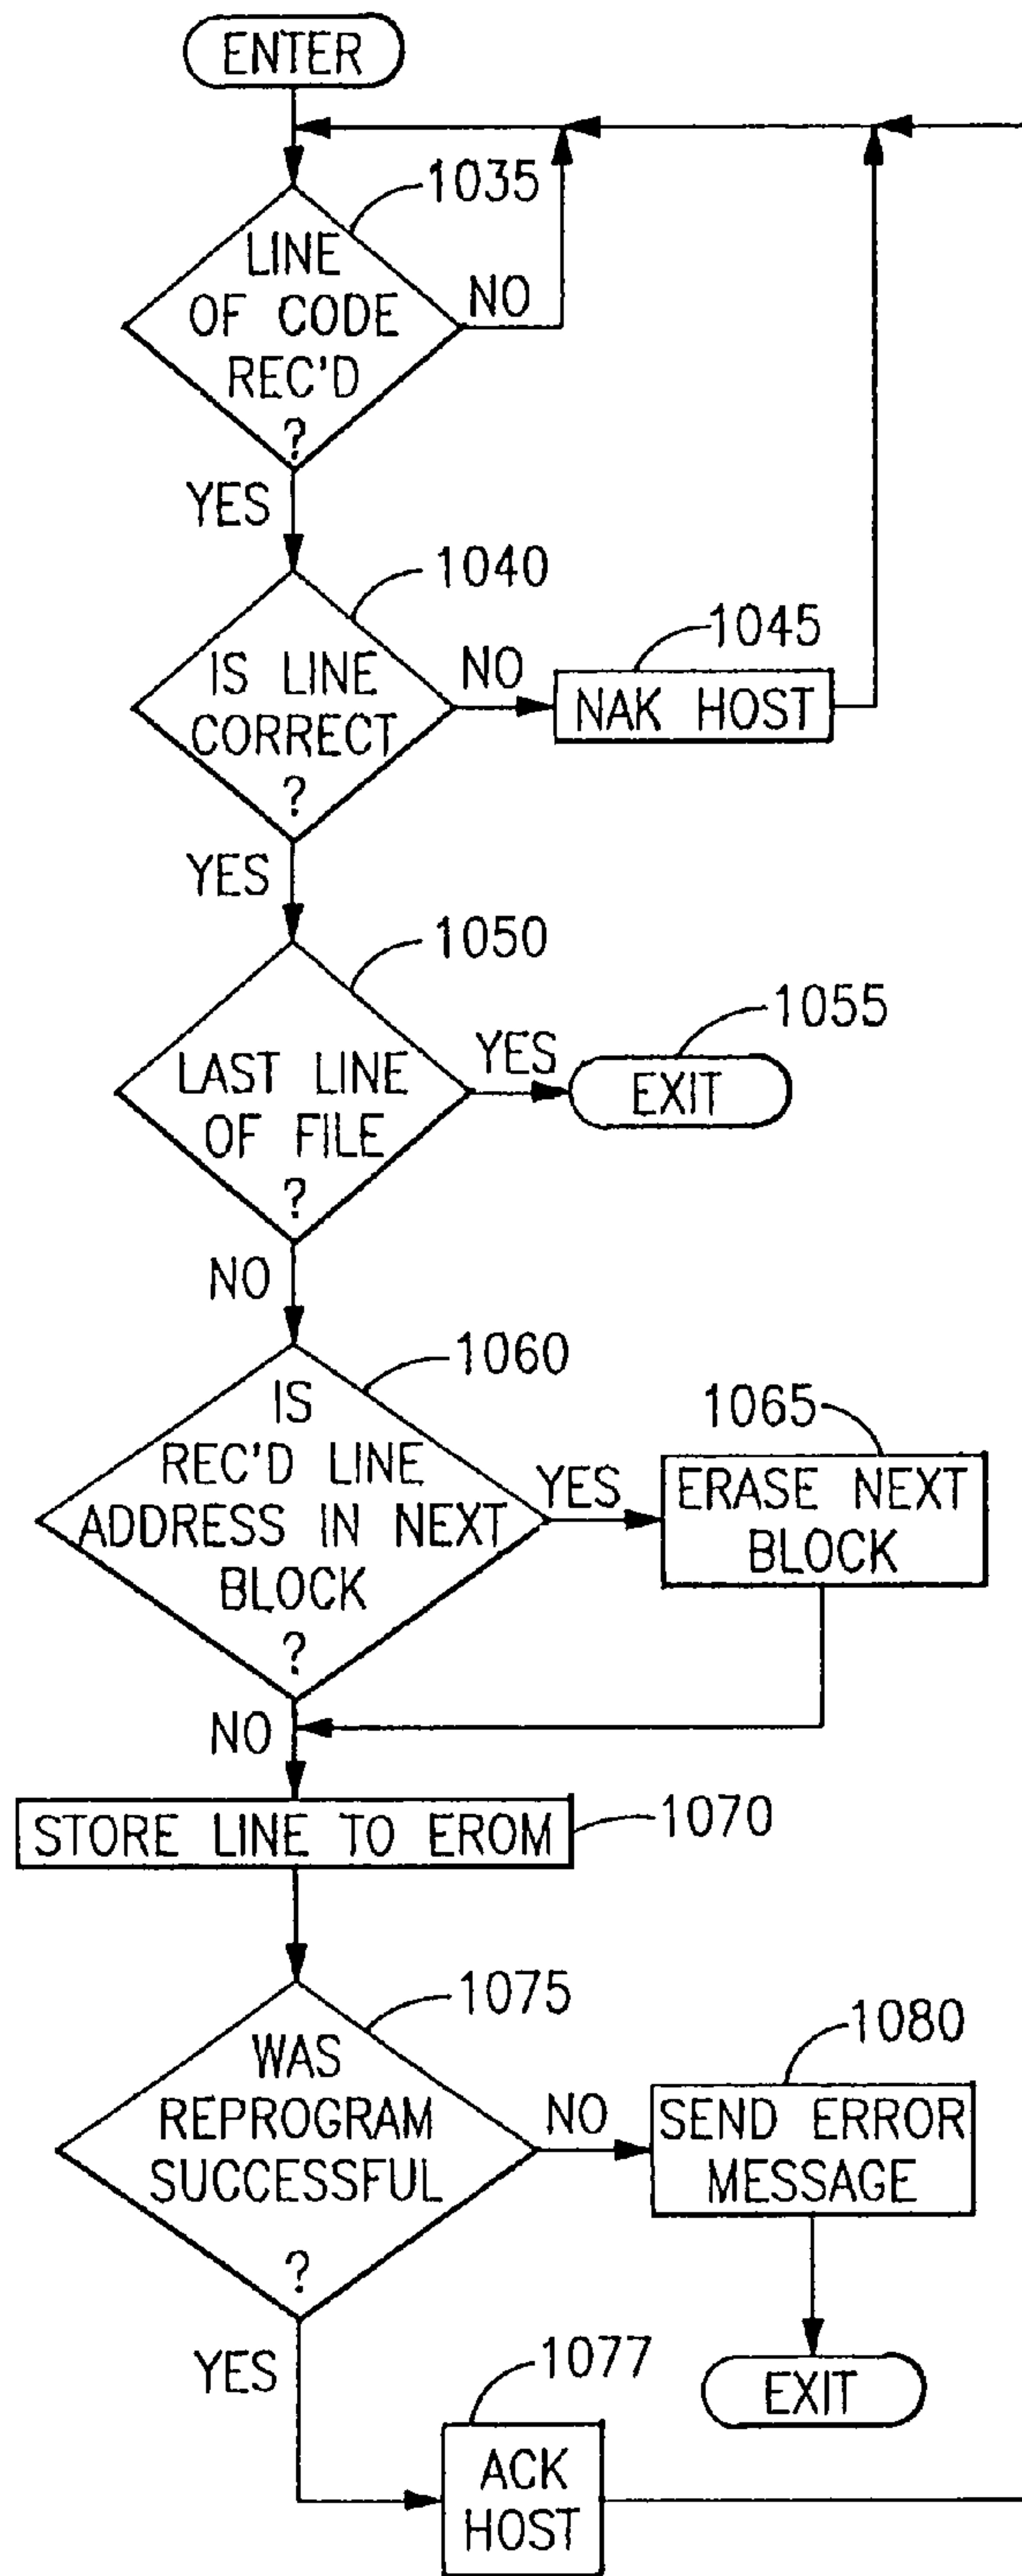 ENTER
1035
LINE
OF CODE
REC'D
?
NO
YES
1040
IS LINE
CORRECT
?
NO
1045
NAK HOST
YES
1050
LAST LINE
OF FILE
?
YES
1055
EXIT
NO
1060
IS
REC'D LINE
ADDRESS IN NEXT
BLOCK
?
YES
1065
ERASE NEXT
BLOCK
NO
STORE LINE TO EROM
1070
1075
WAS
REPROGRAM
SUCCESSFUL
?
NO
1080
SEND ERROR
MESSAGE
EXIT
YES
1077
ACK
HOST